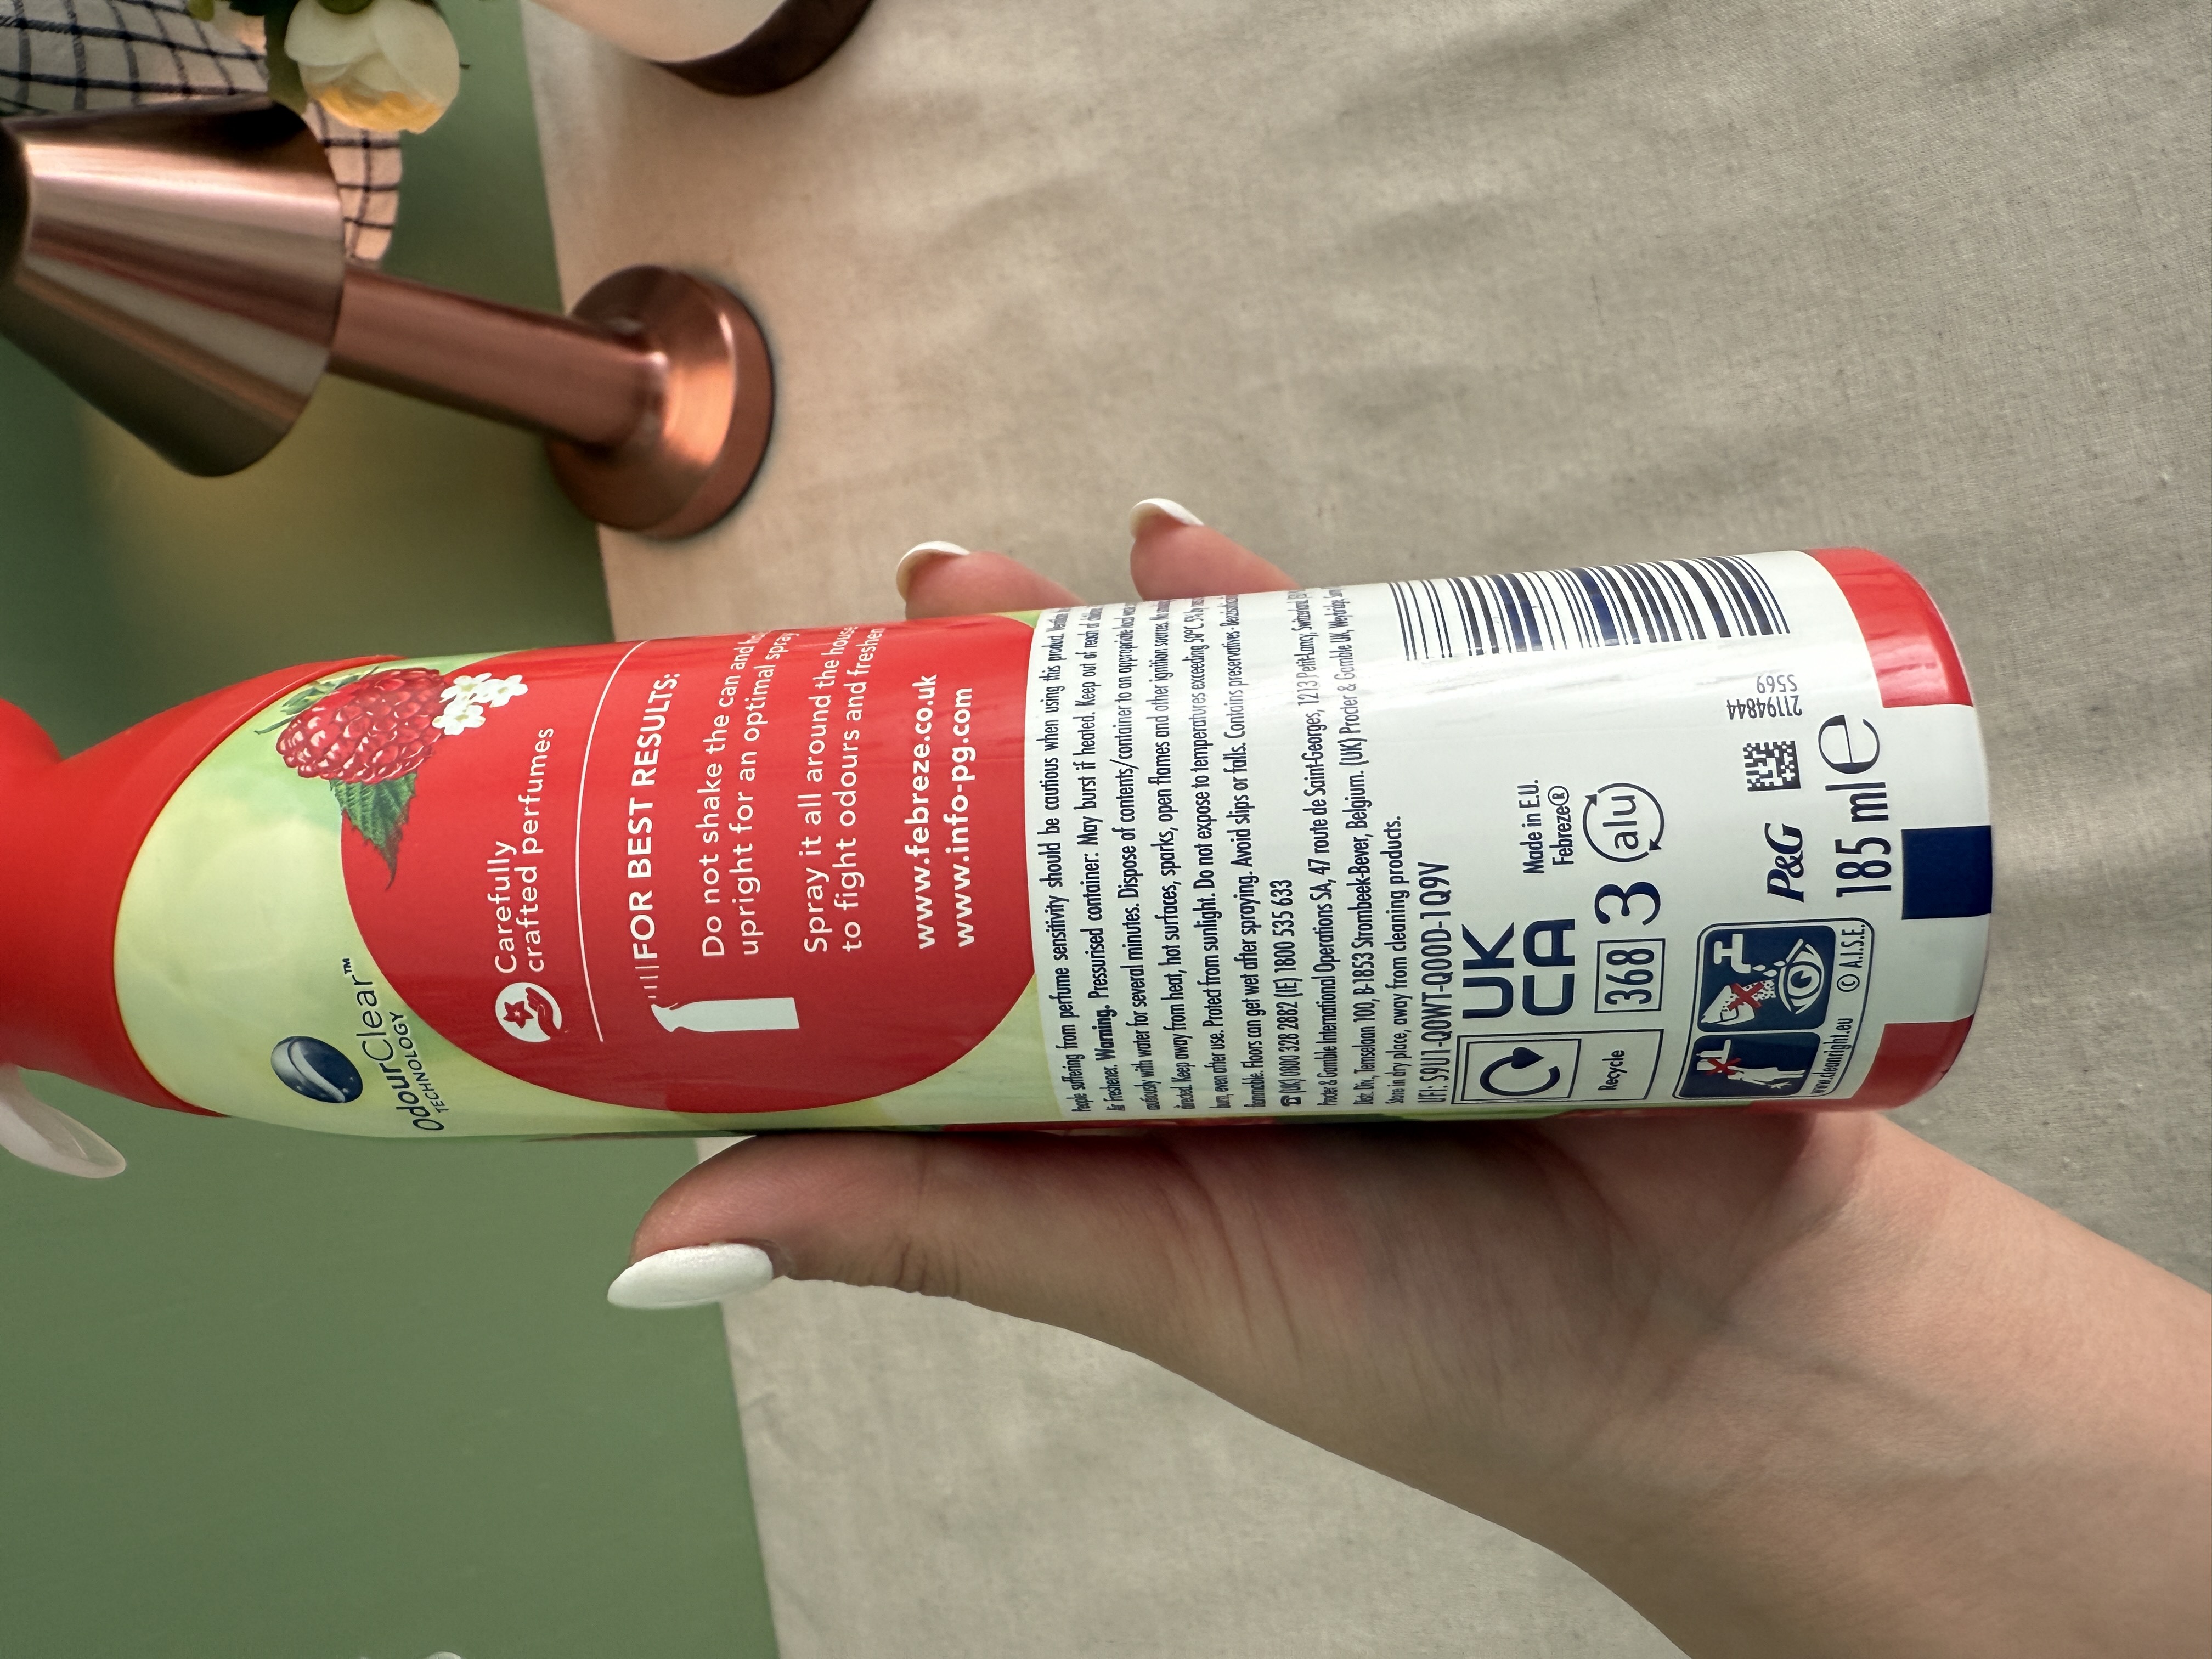 OdourClear™
TECHNOLOGY
Carefully
crafted perfumes
FOR BEST RESULTS:
Do not shake the can and
upright for an optimal spray
Spray it all around the house
to fight odours and freshen
www.febreze.co.uk
www.info-pg.com
People suffering from perfume sensitivity should be cautious when using this product.
Air Freshener. Warning. Pressurised container: May burst if heated. Keep out of reach of
cautiously with water for several minutes. Dispose of contents/container to an appropriate
directed. Keep away from heat, hot surfaces, sparks, open flames and other ignition sources. No
burn, even after use. Protect from sunlight. Do not expose to temperatures exceeding 50°C.
flammable. Floors can get wet after spraying. Avoid slips or falls. Contains preservatives -
☎ (UK) 0800 328 2882 (IE) 1800 535 633
Procter & Gamble International Operations SA, 47 route de Saint-Georges, 1213 Petit-Lancy, Switzerland.
Dist. Div, Temselaan 100, B-1853 Strombeek-Bever, Belgium. (UK) Procter & Gamble UK, Weybridge,
Store in dry place, away from cleaning products.
UFI: S9U1-Q0WT-Q00D-1Q9V
UK
CA
Made in E.U.
Febreze®
Recycle
368
3
alu
21194844
S569
P&G
185 ml e
www.cleanright.eu © A.I.S.E.